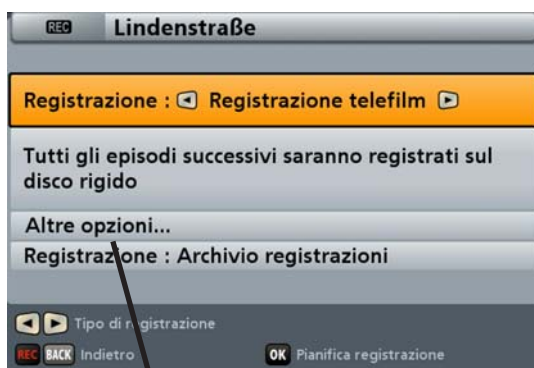 REC Lindenstraße
Registrazione : Registrazione telefilm
Tutti gli episodi successivi saranno registrati sul
disco rigido
Altre opzioni...
Registrazione : Archivio registrazioni
Tipo di registrazione
REC BACK Indietro OK Pianifica registrazione